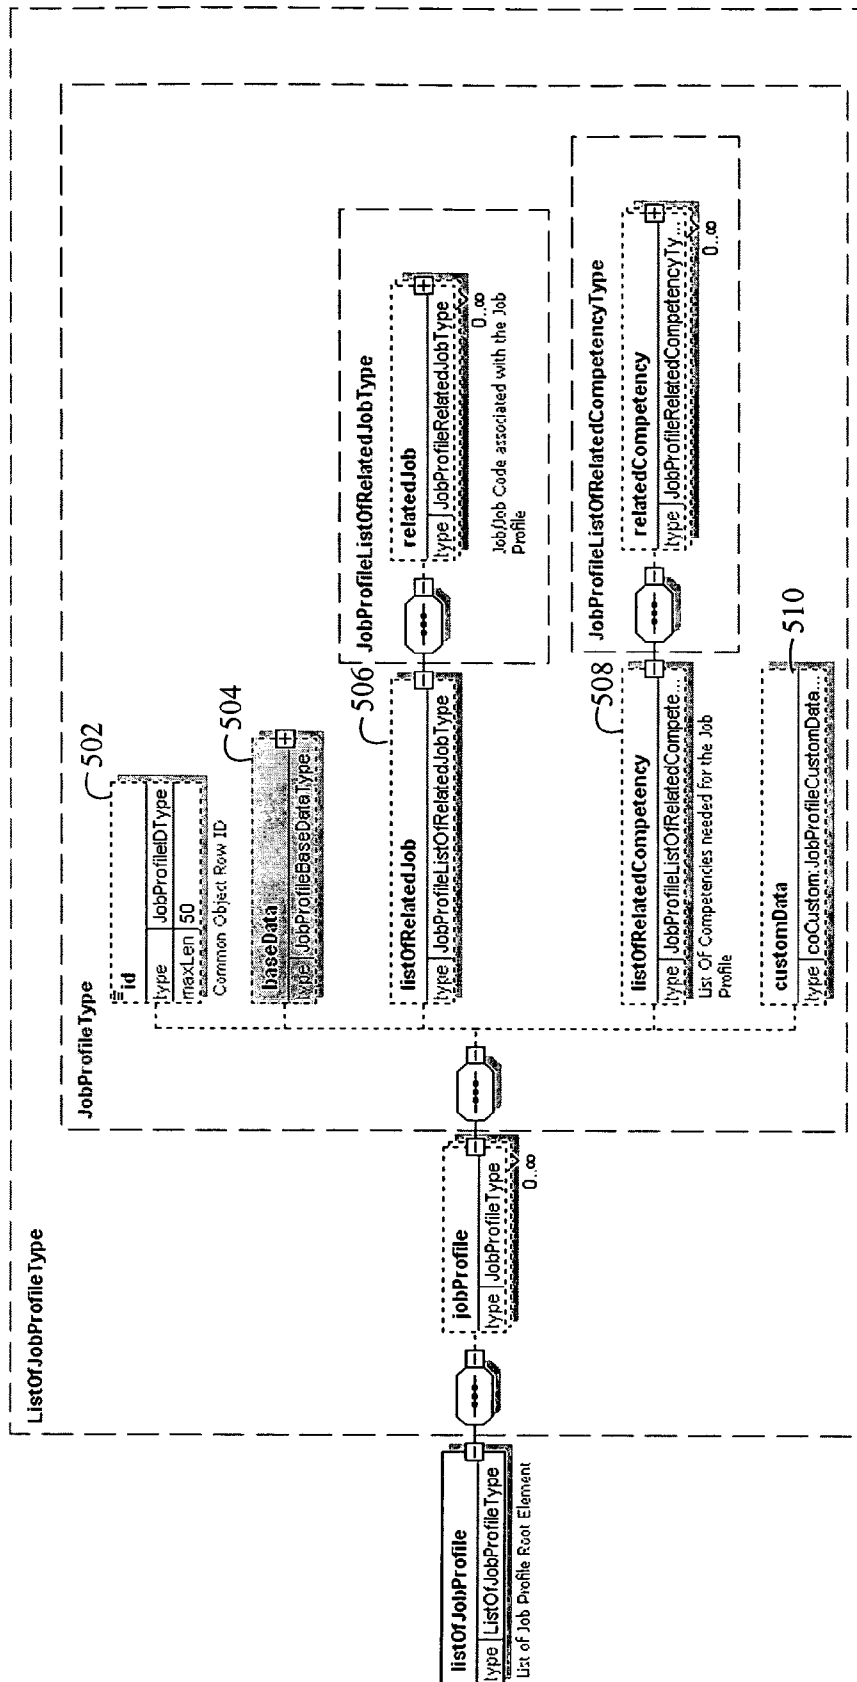 ListOfJobProfileType
JobProfileType
listOfJobProfile
type ListOfJobProfileType
List of Job Profile Root Element
jobProfile
type JobProfileType
0..∞
502
id
type JobProfileIDType
maxLen 50
Common Object Row ID
504
baseData
type JobProfileBaseDataType
506
listOfRelatedJob
type JobProfileListOfRelatedJobType
JobProfileListOfRelatedJobType
relatedJob
type JobProfileRelatedJobType
0..∞
Job/Job Code associated with the Job
Profile
508
listOfRelatedCompetency
type JobProfileListOfRelatedCompete...
List Of Competencies needed for the Job
Profile
JobProfileListOfRelatedCompetencyType
relatedCompetency
type JobProfileRelatedCompetencyTy...
0..∞
510
customData
type coCustom:JobProfileCustomData...